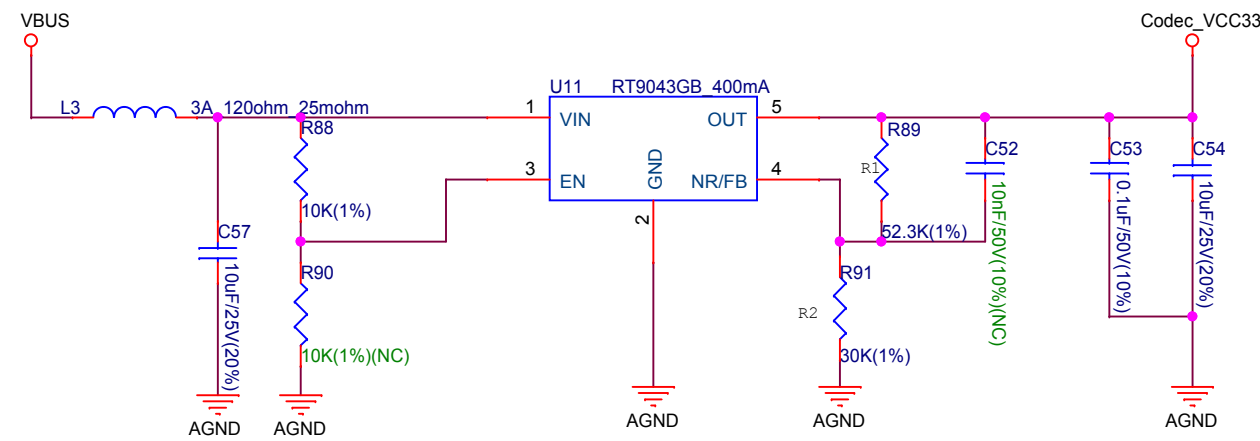 VBUS
Codec_VCC33
L3
3A_120ohm_25mohm
U11
RT9043GB_400mA
1
VIN
OUT
5
3
EN
GND
2
NR/FB
4
R88
10K(1%)
R89
R1
52.3K(1%)
C52
10nF/50V(10%)(NC)
C53
0.1uF/50V(10%)
C54
10uF/25V(20%)
C57
10uF/25V(20%)
R90
10K(1%)(NC)
R91
R2
30K(1%)
AGND
AGND
AGND
AGND
AGND